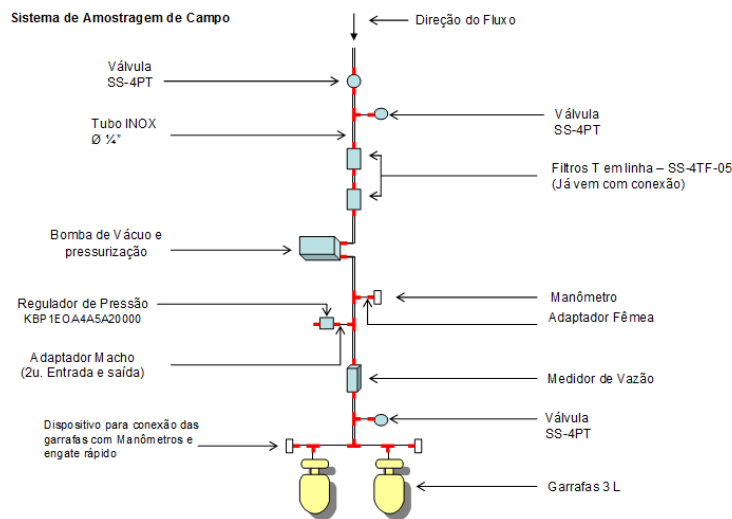 Sistema de Amostragem de Campo
Direção do Fluxo
Válvula
SS-4PT
Tubo INOX
Ø ¼"
Válvula
SS-4PT
Filtros T em linha – SS-4TF-05
(Já vem com conexão)
Bomba de Vácuo e
pressurização
Regulador de Pressão
KBP1EOA4A5A20000
Manômetro
Adaptador Fêmea
Adaptador Macho
(2u. Entrada e saída)
Medidor de Vazão
Dispositivo para conexão das
garrafas com Manômetros e
engate rápido
Válvula
SS-4PT
Garrafas 3 L